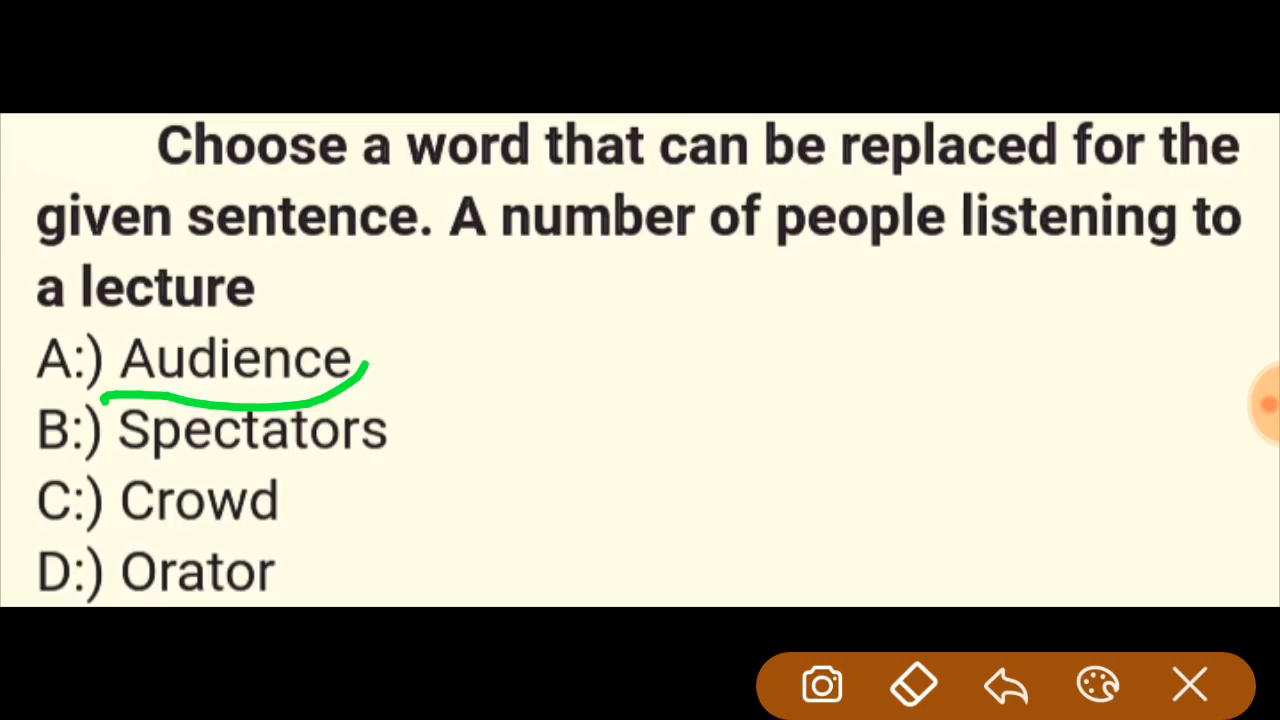 Choose a word that can be replaced for the
given sentence. A number of people listening to
a lecture
A:) Audience
B:) Spectators
C:) Crowd
D:) Orator